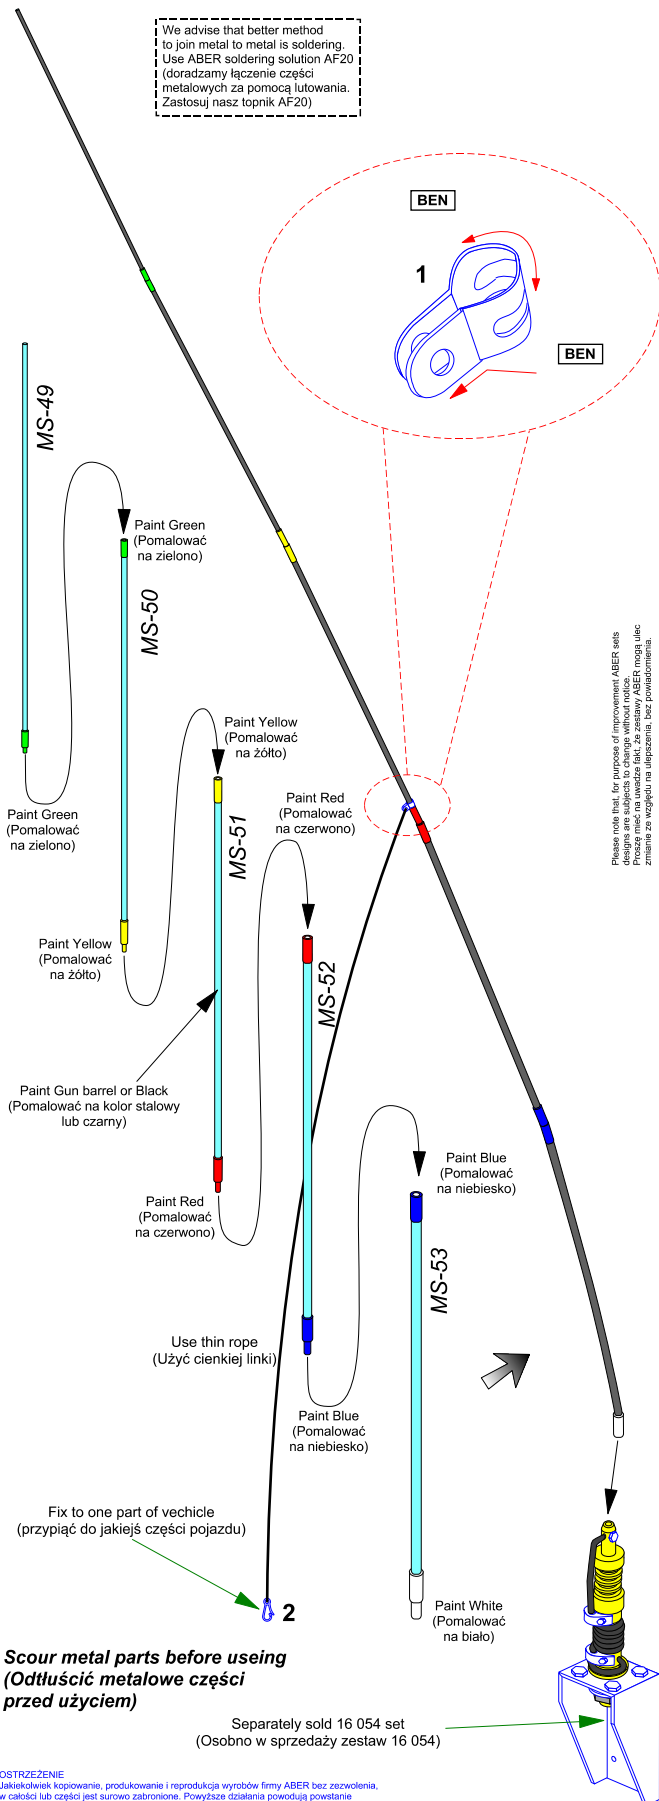 We advise that better method
to join metal to metal is soldering.
Use ABER soldering solution AF20
(doradzamy łączenie części
metalowych za pomocą lutowania.
Zastosuj nasz topnik AF20)
BEN
1
BEN
MS-49
Paint Green
(Pomalować
na zielono)
MS-50
Please note that, for purpose of improvement ABER sets
designs are subjects to change without notice.
Proszę mieć na uwadze fakt, że zestawy ABER mogą ulec
zmianie ze względu na ulepszenia, bez powiadomienia.
Paint Yellow
(Pomalować
na żółto)
Paint Green
(Pomalować
na zielono)
MS-51
Paint Red
(Pomalować
na czerwono)
Paint Yellow
(Pomalować
na żółto)
MS-52
Paint Gun barrel or Black
(Pomalować na kolor stalowy
lub czarny)
Paint Blue
(Pomalować
na niebiesko)
Paint Red
(Pomalować
na czerwono)
MS-53
Use thin rope
(Użyć cienkiej linki)
Paint Blue
(Pomalować
na niebiesko)
Fix to one part of vechicle
(przypiąć do jakiejś części pojazdu)
2
Paint White
(Pomalować
na biało)
Scour metal parts before useing
(Odtłuścić metalowe części
przed użyciem)
Separately sold 16 054 set
(Osobno w sprzedaży zestaw 16 054)
OSTRZEŻENIE
Jakiekolwiek kopiowanie, produkowanie i reprodukcja wyrobów firmy ABER bez zezwolenia,
w całości lub części jest surowo zabronione. Powyższe działania powodują powstanie